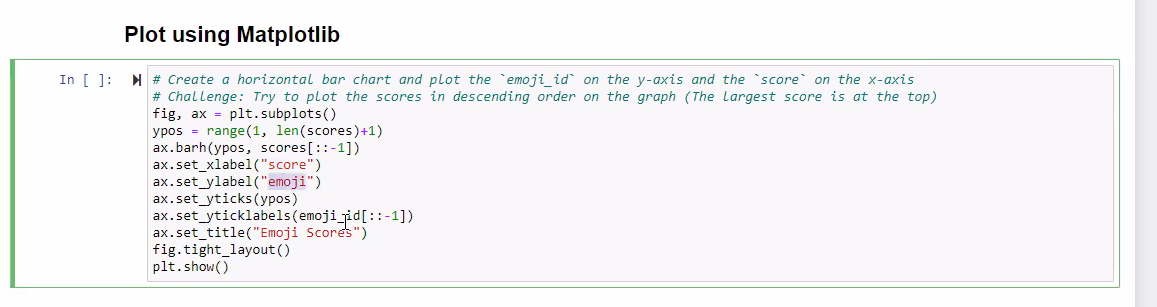 Plot using Matplotlib
In [ ]:
# Create a horizontal bar chart and plot the `emoji_id` on the y-axis and the `score` on the x-axis
# Challenge: Try to plot the scores in descending order on the graph (The largest score is at the top)
fig, ax = plt.subplots()
ypos = range(1, len(scores)+1)
ax.barh(ypos, scores[::-1])
ax.set_xlabel("score")
ax.set_ylabel("emoji")
ax.set_yticks(ypos)
ax.set_yticklabels(emoji_id[::-1])
ax.set_title("Emoji Scores")
fig.tight_layout()
plt.show()